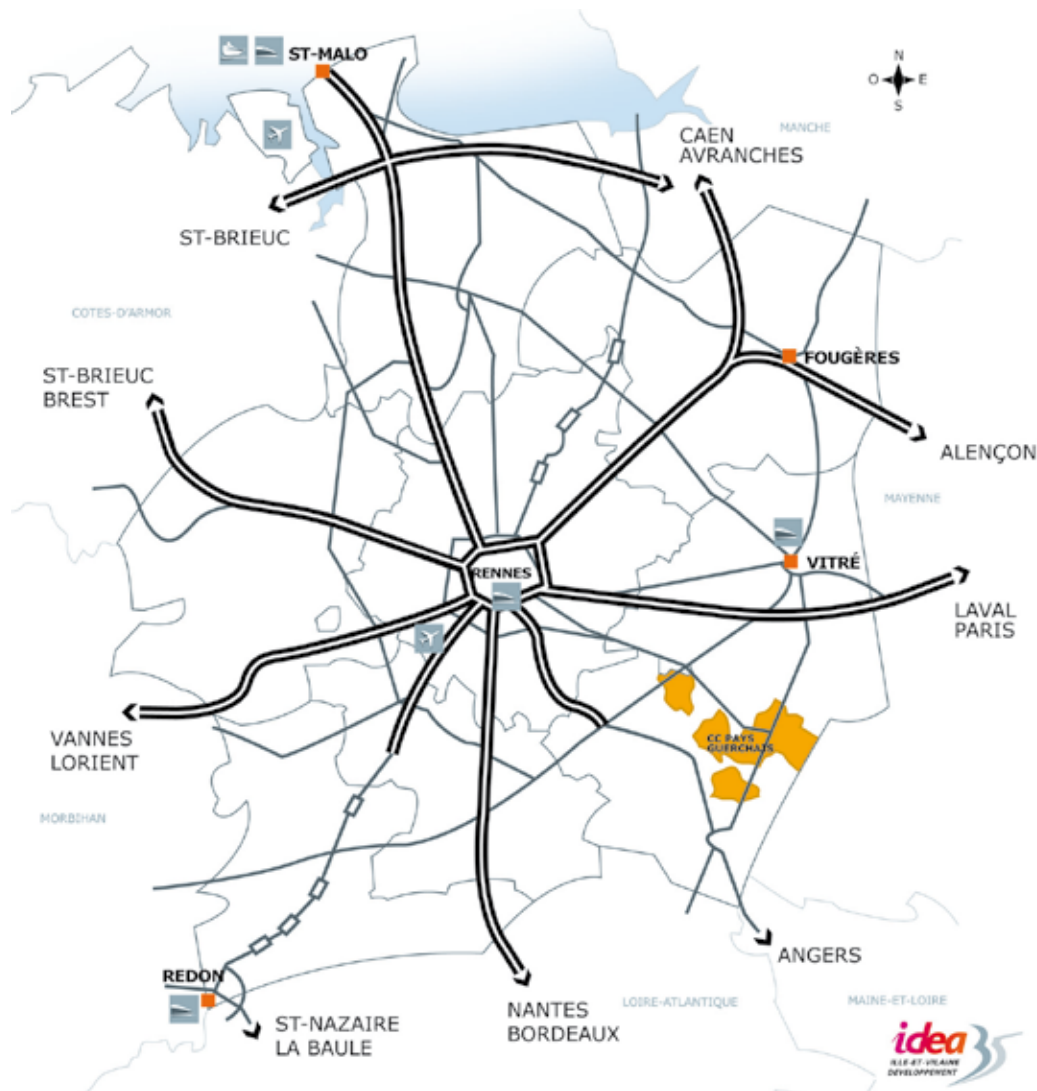 ST-MALO
N
O
E
S
CAEN
AVRANCHES
MANCHE
ST-BRIEUC
COTES-D'ARMOR
FOUGÈRES
ST-BRIEUC
BREST
ALENÇON
MAYENNE
VITRÉ
RENNES
LAVAL
PARIS
VANNES
LORIENT
CC PAYS
GUERCHAIS
MORBIHAN
ANGERS
REDON
NANTES
BORDEAUX
LOIRE-ATLANTIQUE
MAINE-ET-LOIRE
ST-NAZAIRE
LA BAULE
idea 35
ILLE-ET-VILAINE
DEVELOPPEMENT